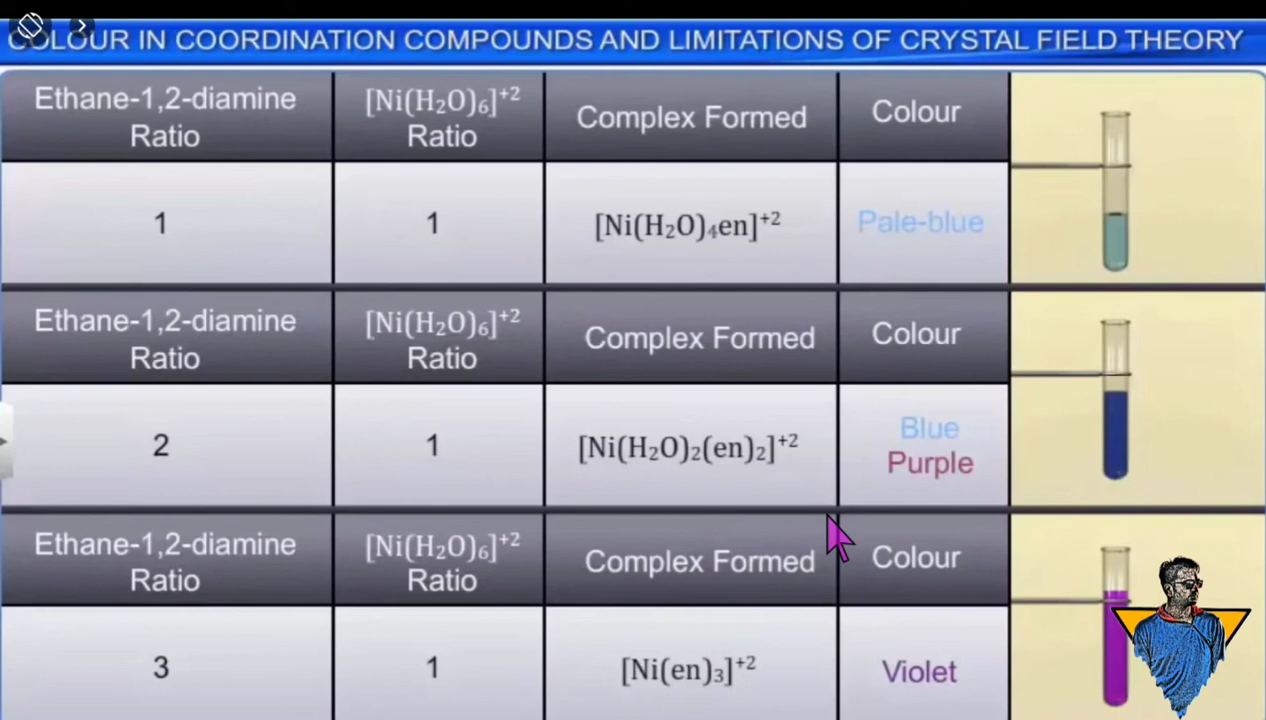 COLOUR IN COORDINATION COMPOUNDS AND LIMITATIONS OF CRYSTAL FIELD THEORY
Ethane-1,2-diamine
Ratio
[Ni(H₂O)₆]⁺²
Ratio
Complex Formed
Colour
1
1
[Ni(H₂O)₄en]⁺²
Pale-blue
Ethane-1,2-diamine
Ratio
[Ni(H₂O)₆]⁺²
Ratio
Complex Formed
Colour
2
1
[Ni(H₂O)₂(en)₂]⁺²
Blue
Purple
Ethane-1,2-diamine
Ratio
[Ni(H₂O)₆]⁺²
Ratio
Complex Formed
Colour
3
1
[Ni(en)₃]⁺²
Violet